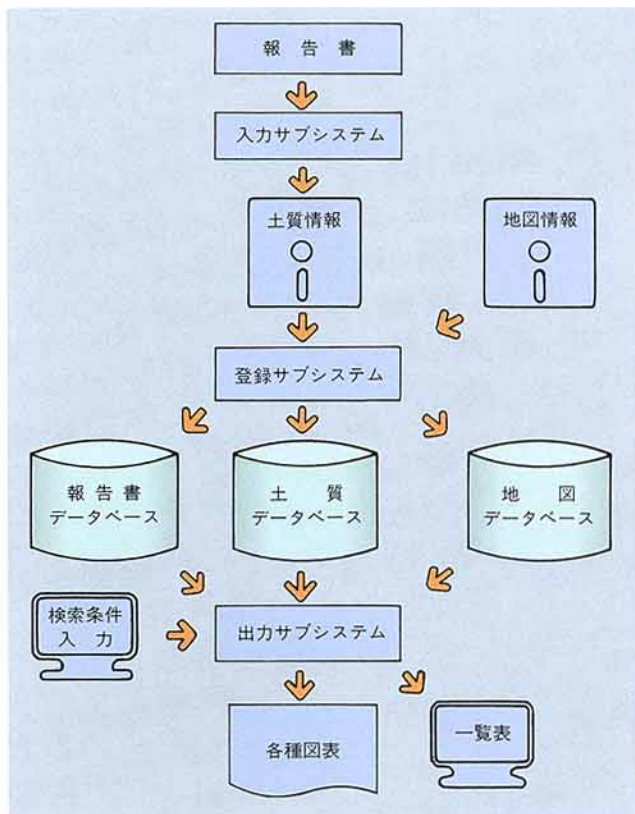 報告書
入力サブシステム
土質情報
地図情報
登録サブシステム
報告書
データベース
土質
データベース
地図
データベース
検索条件
入力
出力サブシステム
各種図表
一覧表